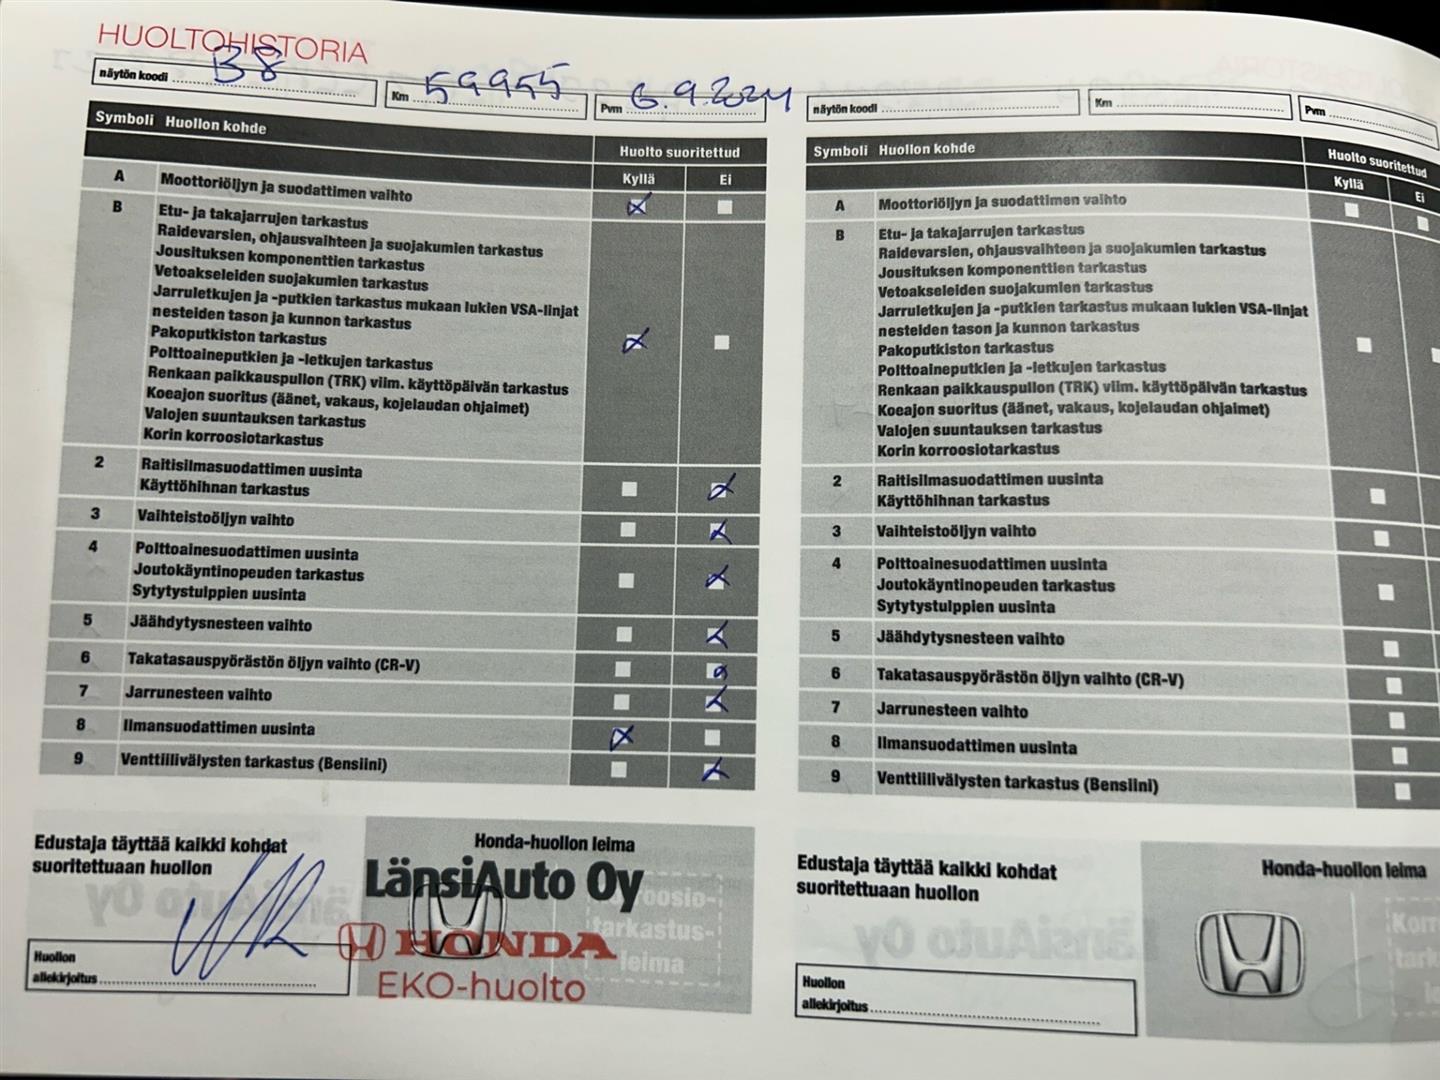 HUOLTOHISTORIA
näytön koodi B8
Km 59955
Pvm 6.9.2024
Symboli Huollon kohde
Huolto suoritettud
Kyllä Ei
A Moottoriöljyn ja suodattimen vaihto
B Etu- ja takajarrujen tarkastus
Raidevarsien, ohjausvaihteen ja suojakumien tarkastus
Jousituksen komponenttien tarkastus
Vetoakseleiden suojakumien tarkastus
Jarruletkujen ja -putkien tarkastus mukaan lukien VSA-linjat
nesteiden tason ja kunnon tarkastus
Pakoputkiston tarkastus
Polttoaineputkien ja -letkujen tarkastus
Renkaan paikkauspullon (TRK) viim. käyttöpäivän tarkastus
Koeajon suoritus (äänet, vakaus, kojelaudan ohjaimet)
Valojen suuntauksen tarkastus
Korin korroosiotarkastus
2 Raitisilmasuodattimen uusinta
Käyttöhihnan tarkastus
3 Vaihteistoöljyn vaihto
4 Polttoainesuodattimen uusinta
Joutokäyntinopeuden tarkastus
Sytytystulppien uusinta
5 Jäähdytysnesteen vaihto
6 Takatasauspyörästön öljyn vaihto (CR-V)
7 Jarrunesteen vaihto
8 Ilmansuodattimen uusinta
9 Venttiilivälysten tarkastus (Bensiini)
Edustaja täyttää kaikki kohdat
suoritettuaan huollon
Huollon
allekirjoitus
Honda-huollon leima
LänsiAuto Oy
HONDA
EKO-huolto
tarkastus-
leima
näytön koodi
Km
Pvm
Symboli Huollon kohde
Huolto suoritettud
Kyllä Ei
A Moottoriöljyn ja suodattimen vaihto
B Etu- ja takajarrujen tarkastus
Raidevarsien, ohjausvaihteen ja suojakumien tarkastus
Jousituksen komponenttien tarkastus
Vetoakseleiden suojakumien tarkastus
Jarruletkujen ja -putkien tarkastus mukaan lukien VSA-linjat
nesteiden tason ja kunnon tarkastus
Pakoputkiston tarkastus
Polttoaineputkien ja -letkujen tarkastus
Renkaan paikkauspullon (TRK) viim. käyttöpäivän tarkastus
Koeajon suoritus (äänet, vakaus, kojelaudan ohjaimet)
Valojen suuntauksen tarkastus
Korin korroosiotarkastus
2 Raitisilmasuodattimen uusinta
Käyttöhihnan tarkastus
3 Vaihteistoöljyn vaihto
4 Polttoainesuodattimen uusinta
Joutokäyntinopeuden tarkastus
Sytytystulppien uusinta
5 Jäähdytysnesteen vaihto
6 Takatasauspyörästön öljyn vaihto (CR-V)
7 Jarrunesteen vaihto
8 Ilmansuodattimen uusinta
9 Venttiilivälysten tarkastus (Bensiini)
Edustaja täyttää kaikki kohdat
suoritettuaan huollon
Huollon
allekirjoitus
Honda-huollon leima